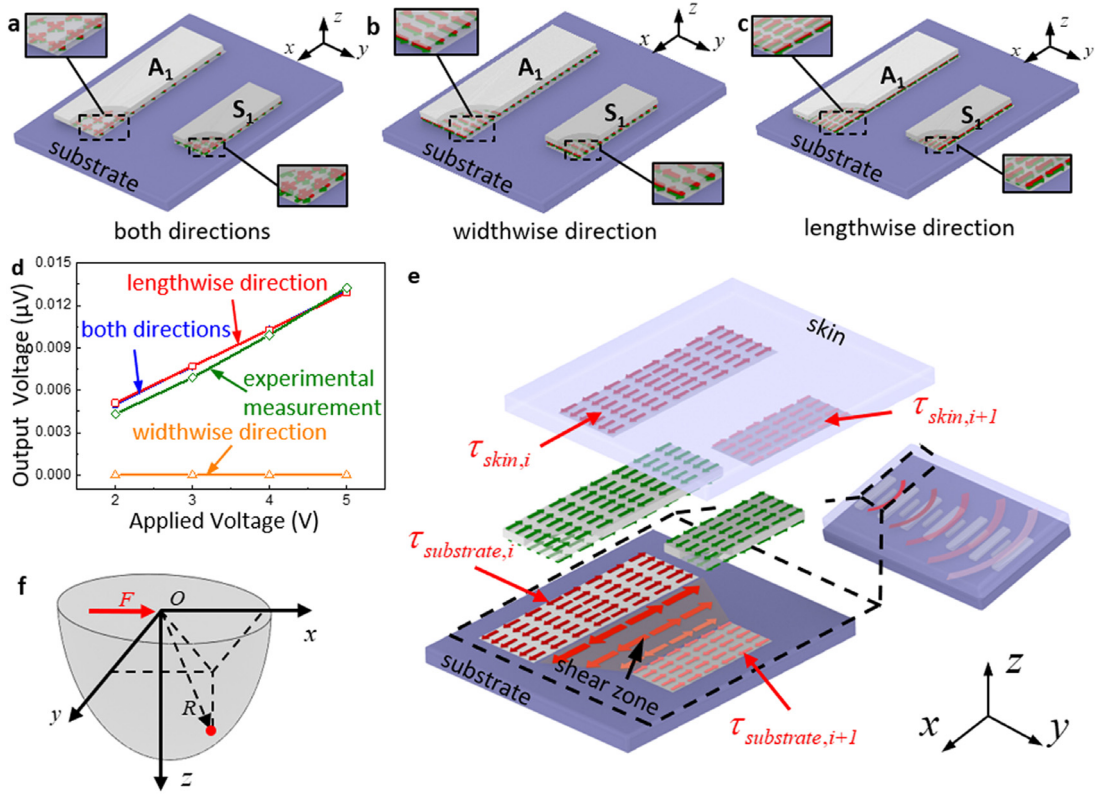 a
z
x
y
A1
S1
substrate
both directions
b
z
x
y
A1
S1
substrate
widthwise direction
c
z
x
y
A1
S1
substrate
lengthwise direction
d
0.015
0.012
0.009
0.006
0.003
0.000
Output Voltage (μV)
lengthwise direction
both directions
experimental
measurement
widthwise direction
2
3
4
5
Applied Voltage (V)
e
skin
τskin,i
τskin,i+1
τsubstrate,i
shear zone
substrate
τsubstrate,i+1
z
x
y
f
F
O
x
y
R
z